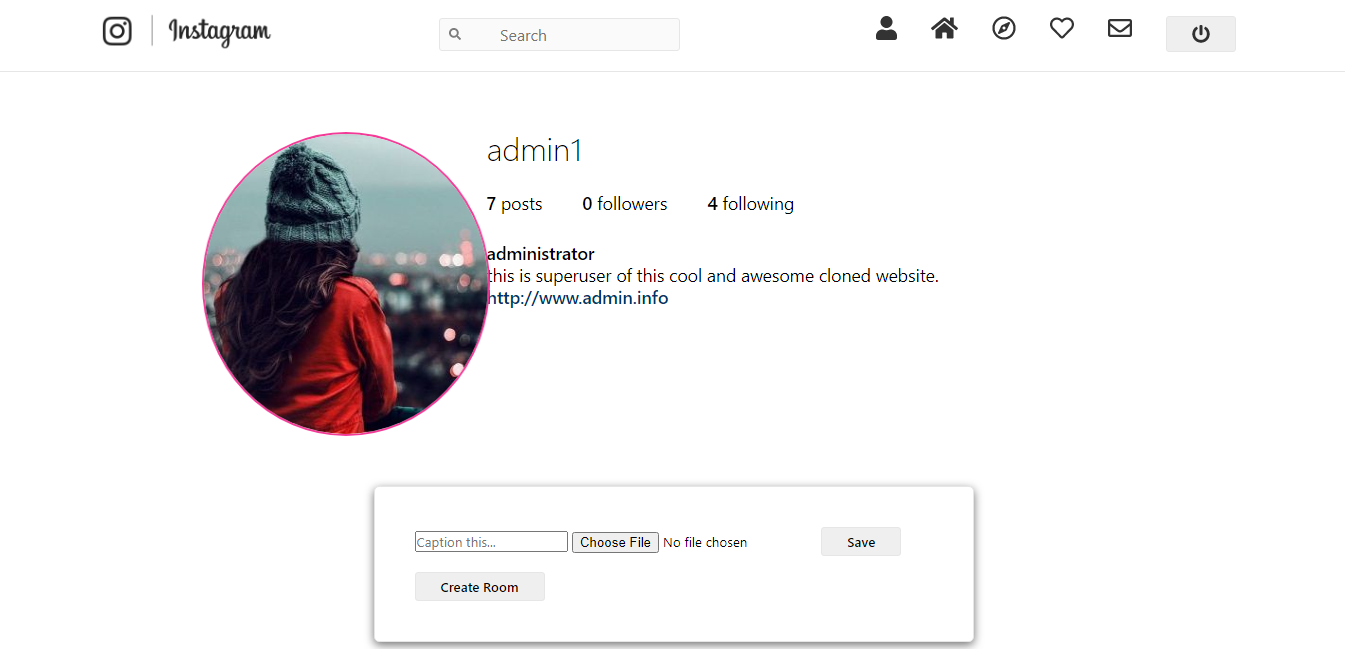 Instagram
Search
admin1
7 posts 0 followers 4 following
administrator
this is superuser of this cool and awesome cloned website.
http://www.admin.info
Caption this... Choose File No file chosen Save
Create Room